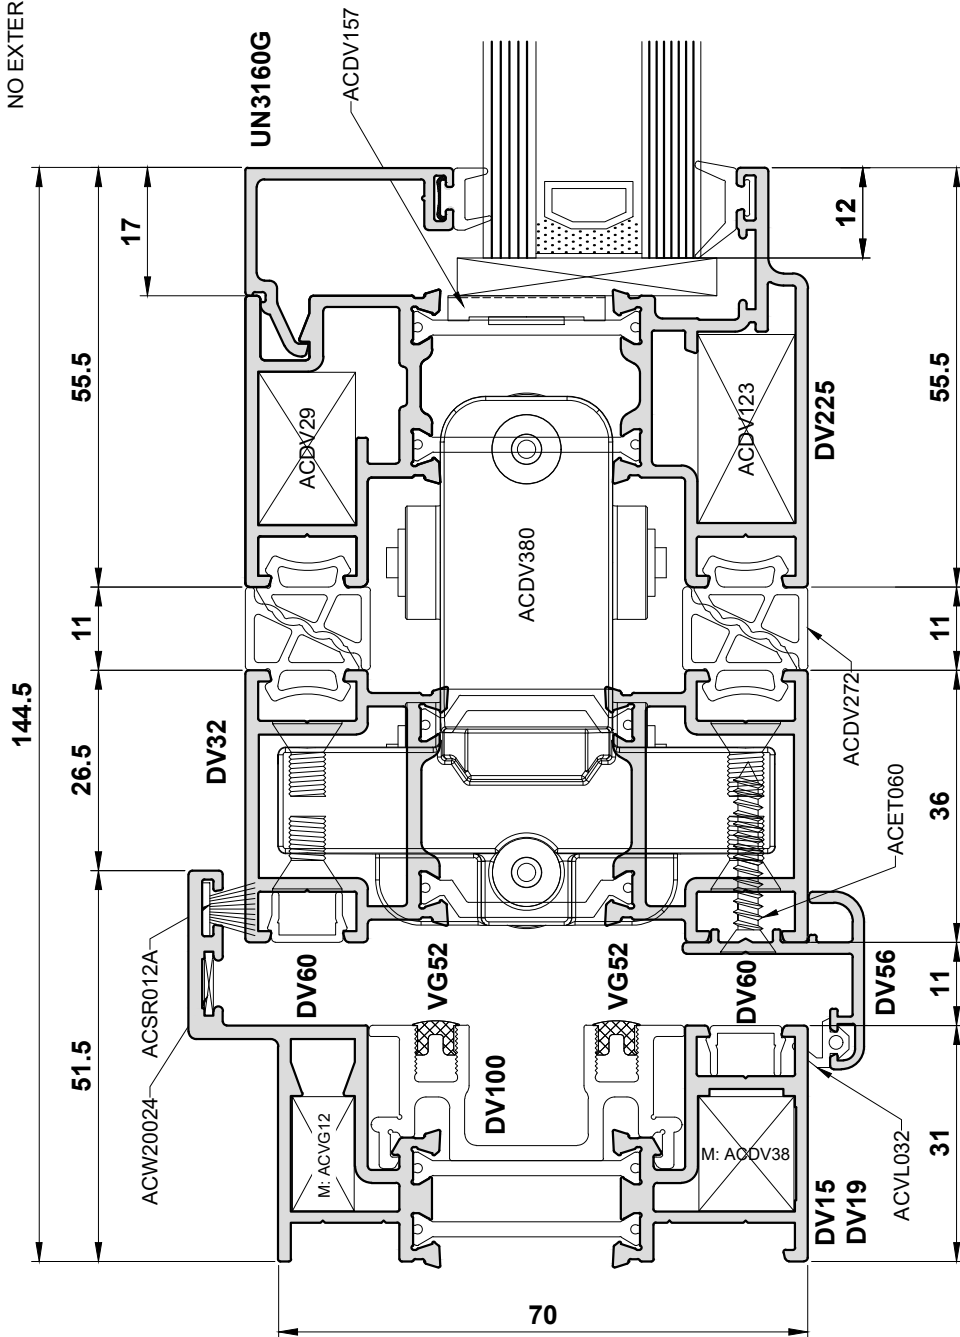 NO EXTER
UN3160G
ACDV157
17
12
55.5
55.5
ACDV29
ACDV123
DV225
ACDV380
11
11
144.5
DV32
ACDV272
26.5
36
ACET060
ACW20024
ACSR012A
DV60
VG52
VG52
DV60
DV56
11
51.5
DV100
M: ACVG12
M: ACDV38
DV15
DV19
ACVL032
31
70